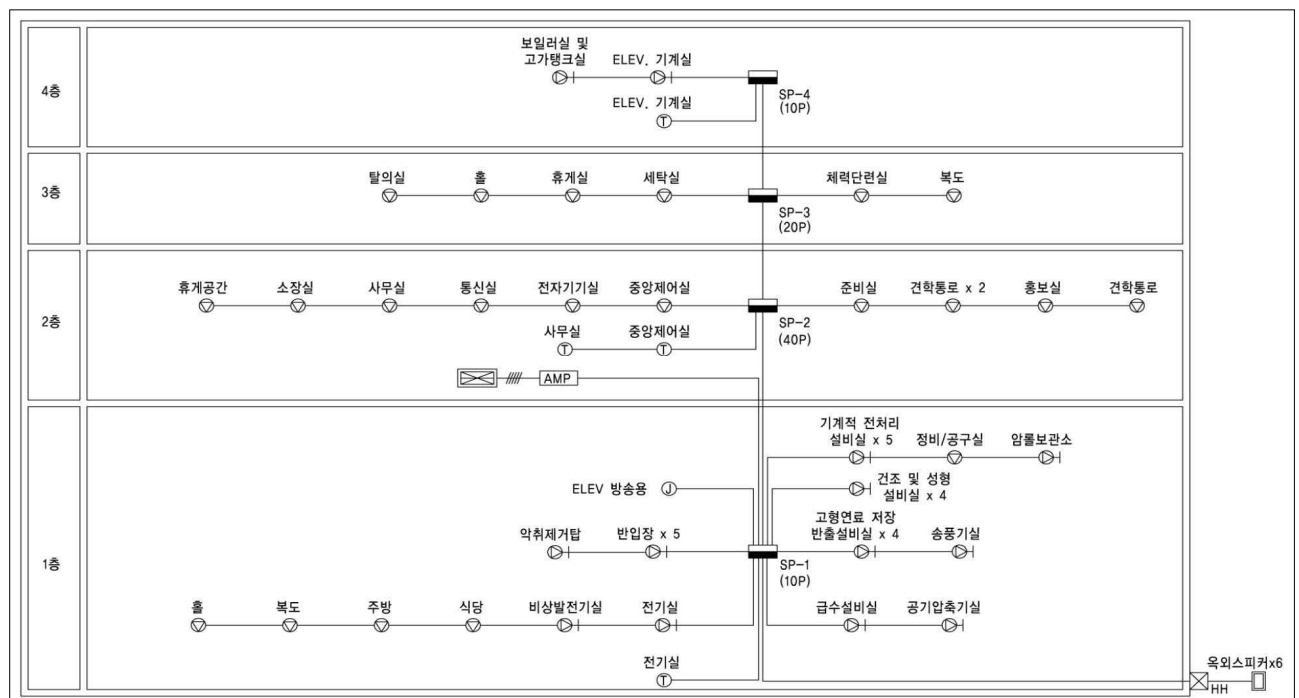 4층
보일러실 및
고가탱크실
ELEV. 기계실
SP-4
(10P)
ELEV. 기계실
T
3층
탈의실
홀
휴게실
세탁실
체력단련실
복도
SP-3
(20P)
2층
휴게공간
소장실
사무실
통신실
전자기기실
중앙제어실
준비실
견학통로 x 2
홍보실
견학통로
SP-2
(40P)
사무실
중앙제어실
T
T
AMP
1층
기계적 전처리
설비실 x 5
정비/공구실
암롤보관소
ELEV 방송용
J
건조 및 성형
설비실 x 4
악취제거탑
반입장 x 5
고형연료 저장
반출설비실 x 4
송풍기실
SP-1
(10P)
홀
복도
주방
식당
비상발전기실
전기실
급수설비실
공기압축기실
전기실
T
옥외스피커x6
HH